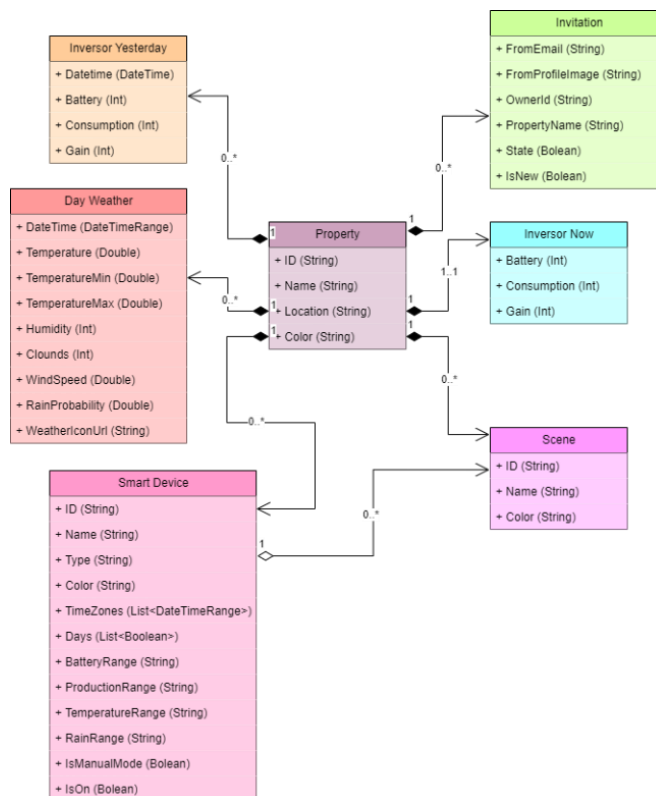 Invitation
+ FromEmail (String)
+ FromProfileImage (String)
+ OwnerId (String)
+ PropertyName (String)
+ State (Bolean)
+ IsNew (Bolean)
Inversor Yesterday
+ Datetime (DateTime)
+ Battery (Int)
+ Consumption (Int)
+ Gain (Int)
0..*
0..*
Day Weather
+ DateTime (DateTimeRange)
+ Temperature (Double)
+ TemperatureMin (Double)
+ TemperatureMax (Double)
+ Humidity (Int)
+ Clounds (Int)
+ WindSpeed (Double)
+ RainProbability (Double)
+ WeatherIconUrl (String)
1
1
Property
+ ID (String)
+ Name (String)
+ Location (String)
+ Color (String)
0..*
1
1
1
1
1..1
Inversor Now
+ Battery (Int)
+ Consumption (Int)
+ Gain (Int)
0..*
0..*
Scene
+ ID (String)
+ Name (String)
+ Color (String)
Smart Device
+ ID (String)
+ Name (String)
+ Type (String)
+ Color (String)
+ TimeZones (List<DateTimeRange>)
+ Days (List<Boolean>)
+ BatteryRange (String)
+ ProductionRange (String)
+ TemperatureRange (String)
+ RainRange (String)
+ IsManualMode (Bolean)
+ IsOn (Bolean)
1
0..*